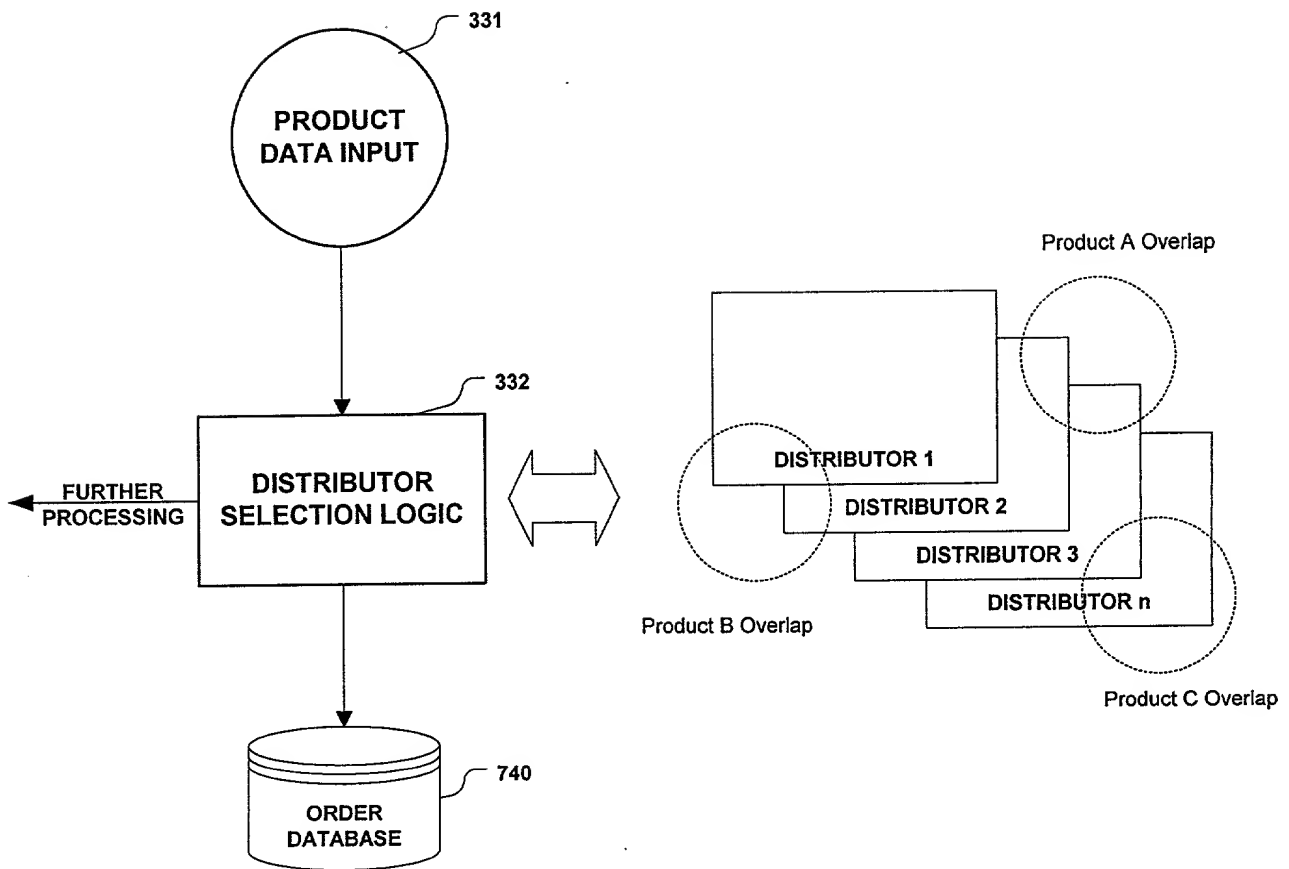 331
PRODUCT
DATA INPUT
Product A Overlap
332
DISTRIBUTOR
SELECTION LOGIC
FURTHER
PROCESSING
DISTRIBUTOR 1
DISTRIBUTOR 2
DISTRIBUTOR 3
DISTRIBUTOR n
Product B Overlap
Product C Overlap
740
ORDER
DATABASE